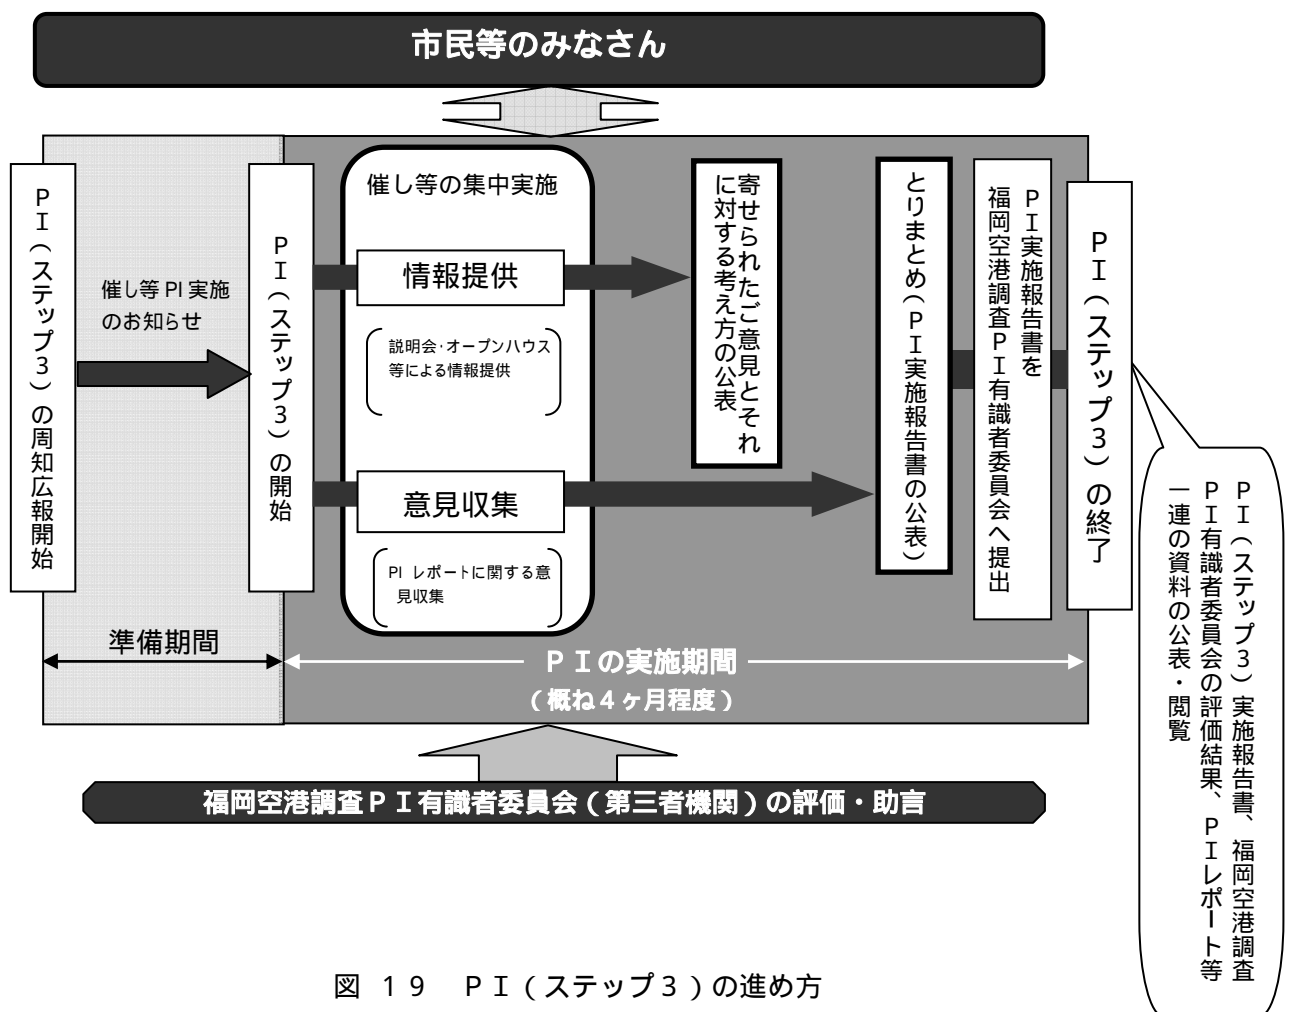 市民等のみなさん
PI(ステップ3)の周知広報開始
催し等 PI 実施
のお知らせ
PI(ステップ3)の開始
催し等の集中実施
情報提供
説明会・オープンハウス
等による情報提供
意見収集
PI レポートに関する意
見収集
寄せられたご意見とそれ
に対する考え方の公表
とりまとめ(PI実施報告書の公表)
PI実施報告書を
福岡空港調査PI有識者委員会へ提出
PI(ステップ3)の終了
PI(ステップ3)実施報告書、福岡空港調査
PI有識者委員会の評価結果、PIレポート等
一連の資料の公表・閲覧
準備期間
PIの実施期間
(概ね4ヶ月程度)
福岡空港調査PI有識者委員会(第三者機関)の評価・助言
図 19 PI(ステップ3)の進め方